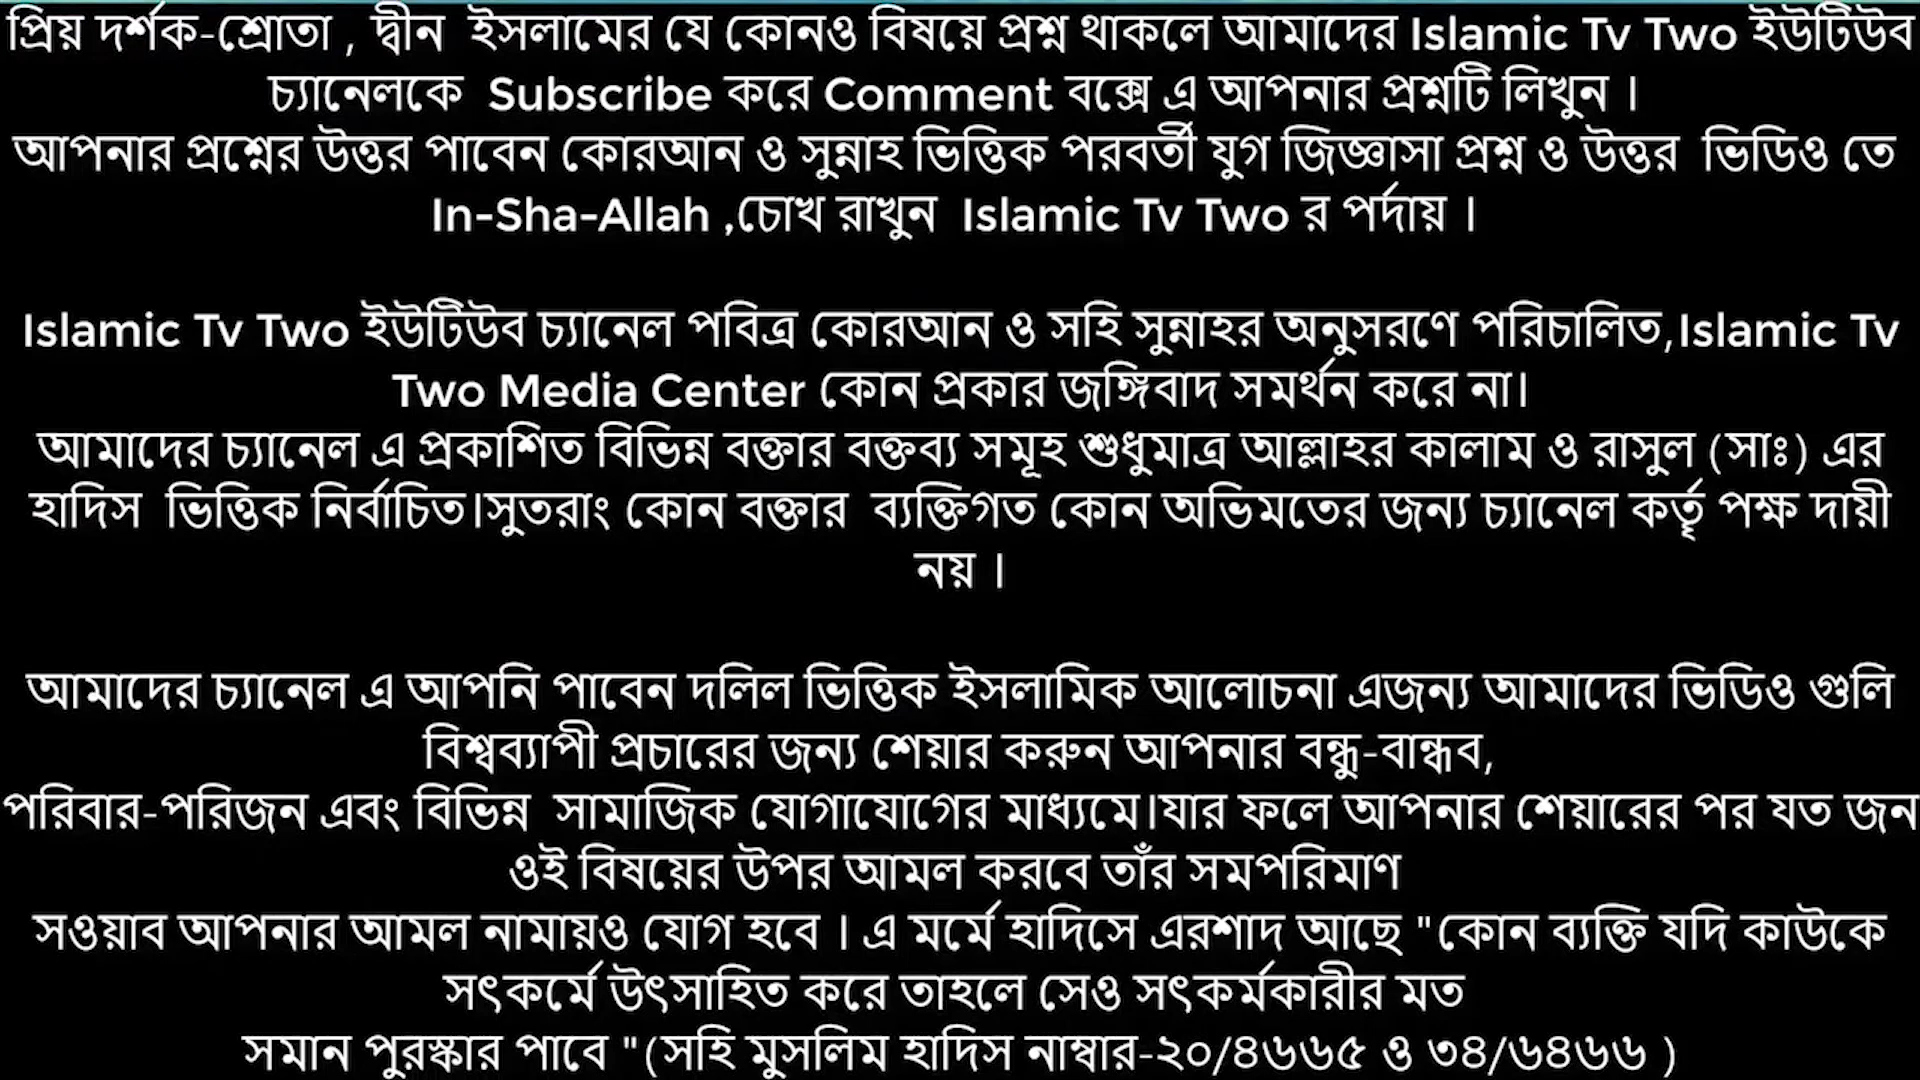 প্রিয় দর্শক-শ্রোতা , দ্বীন ইসলামের যে কোনও বিষয়ে প্রশ্ন থাকলে আমাদের Islamic Tv Two ইউটিউব
চ্যানেলকে Subscribe করে Comment বক্সে এ আপনার প্রশ্নটি লিখুন ।
আপনার প্রশ্নের উত্তর পাবেন কোরআন ও সুন্নাহ ভিত্তিক পরবর্তী যুগ জিজ্ঞাসা প্রশ্ন ও উত্তর ভিডিও তে
In-Sha-Allah ,চোখ রাখুন Islamic Tv Two র পর্দায় ।
Islamic Tv Two ইউটিউব চ্যানেল পবিত্র কোরআন ও সহি সুন্নাহর অনুসরণে পরিচালিত,Islamic Tv
Two Media Center কোন প্রকার জঙ্গিবাদ সমর্থন করে না।
আমাদের চ্যানেল এ প্রকাশিত বিভিন্ন বক্তার বক্তব্য সমূহ শুধুমাত্র আল্লাহর কালাম ও রাসুল (সাঃ) এর
হাদিস ভিত্তিক নির্বাচিত।সুতরাং কোন বক্তার ব্যক্তিগত কোন অভিমতের জন্য চ্যানেল কর্তৃ পক্ষ দায়ী
নয় ।
আমাদের চ্যানেল এ আপনি পাবেন দলিল ভিত্তিক ইসলামিক আলোচনা এজন্য আমাদের ভিডিও গুলি
বিশ্বব্যাপী প্রচারের জন্য শেয়ার করুন আপনার বন্ধু-বান্ধব,
পরিবার-পরিজন এবং বিভিন্ন সামাজিক যোগাযোগের মাধ্যমে।যার ফলে আপনার শেয়ারের পর যত জন
ওই বিষয়ের উপর আমল করবে তাঁর সমপরিমাণ
সওয়াব আপনার আমল নামায়ও যোগ হবে । এ মর্মে হাদিসে এরশাদ আছে "কোন ব্যক্তি যদি কাউকে
সৎকর্মে উৎসাহিত করে তাহলে সেও সৎকর্মকারীর মত
সমান পুরস্কার পাবে "(সহি মুসলিম হাদিস নাম্বার-২০/৪৬৬৫ ও ৩৪/৬৪৬৬ )